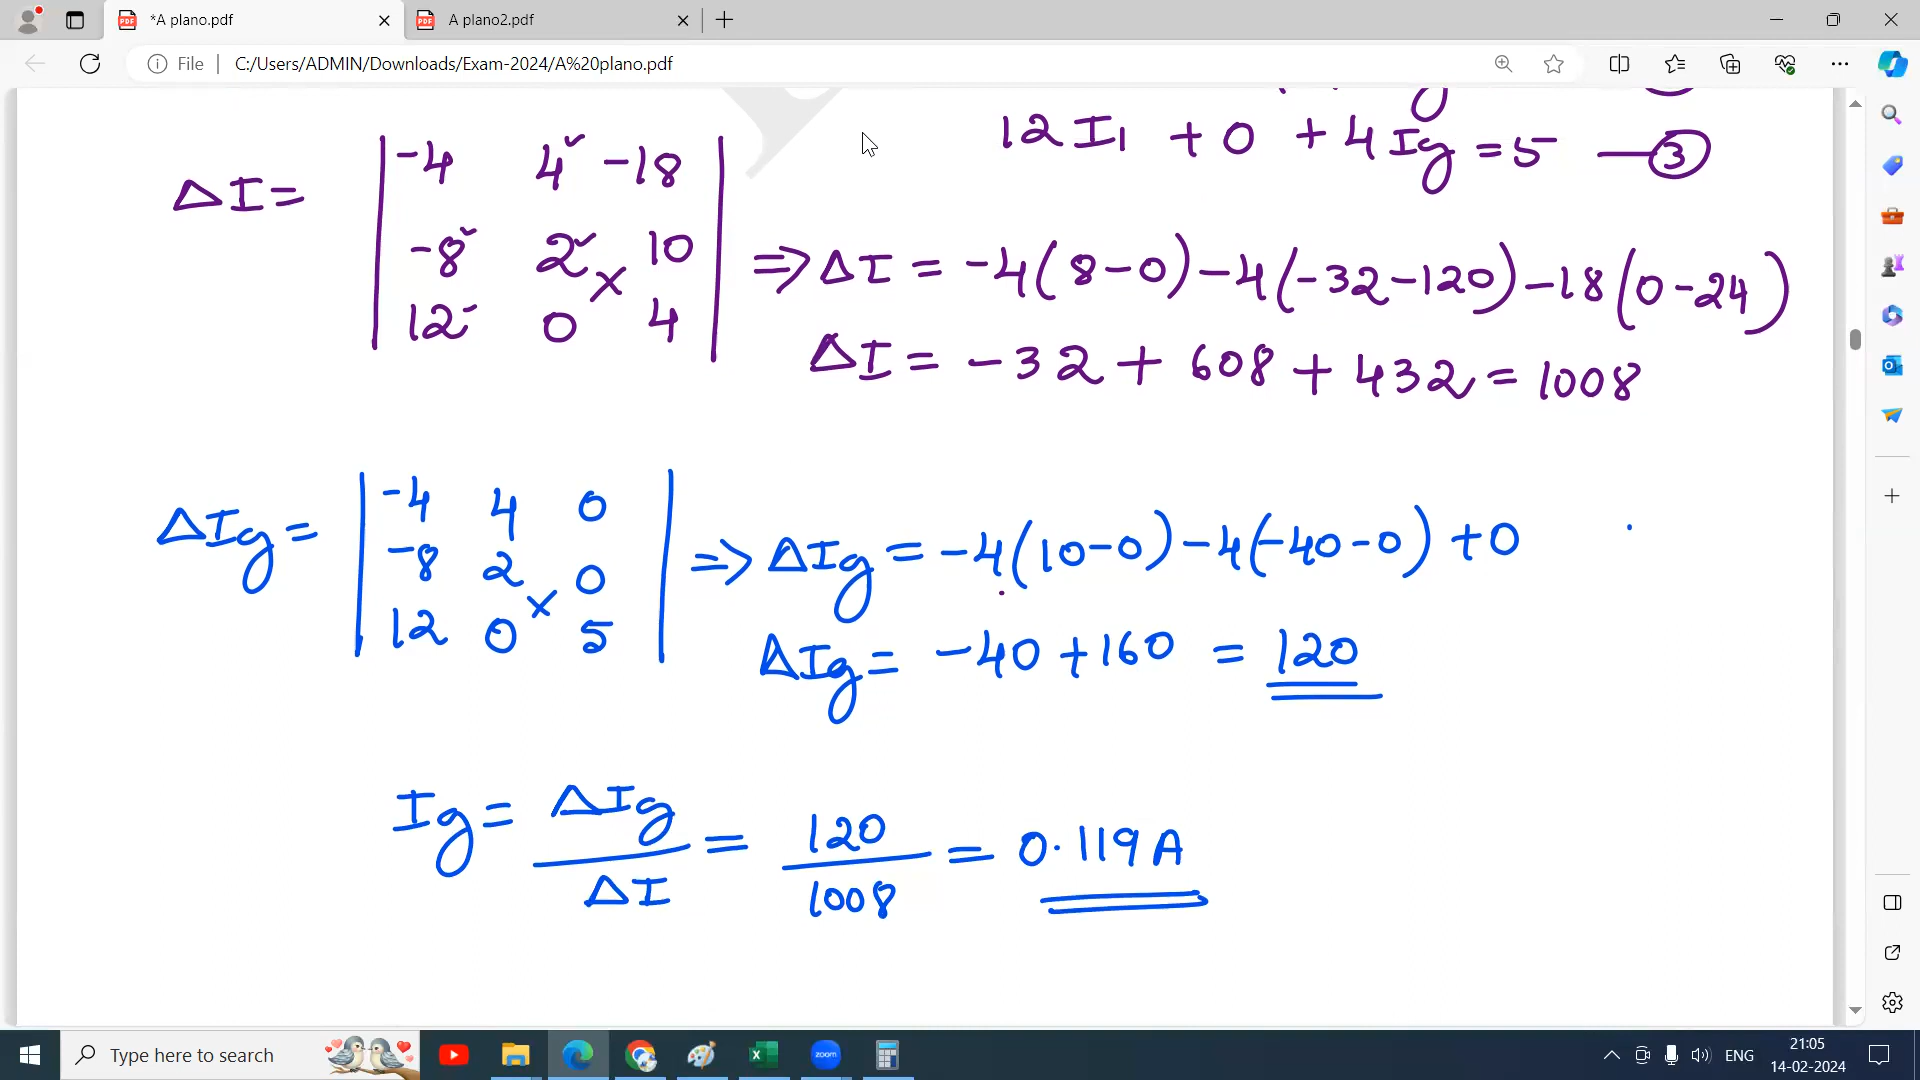 *A plano.pdf
A plano2.pdf
File
C:/Users/ADMIN/Downloads/Exam-2024/A%20plano.pdf
12I1 + 0 + 4Ig = 5 — 3
ΔI =
-4 4 -18
-8 2 10
12 0 4
⇒ ΔI = -4(8-0)-4(-32-120)-18(0-24)
ΔI = -32 + 608 + 432 = 1008
ΔIg =
-4 4 0
-8 2 0
12 0 5
⇒ ΔIg = -4(10-0)-4(-40-0)+0
ΔIg = -40+160 = 120
Ig = ΔIg/ΔI = 120/1008 = 0.119A
Type here to search
zoom
ENG
21:05
14-02-2024